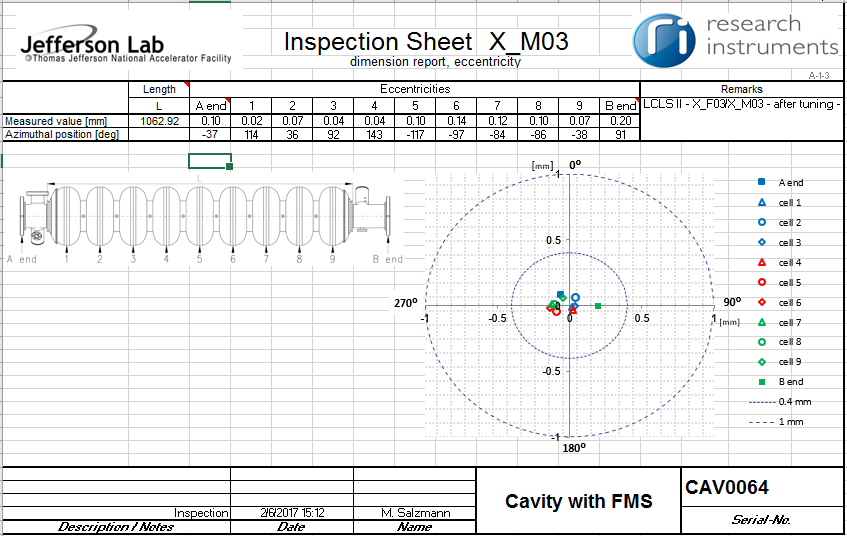 Jefferson Lab
Thomas Jefferson National Accelerator Facility
Inspection Sheet X_M03
dimension report, eccentricity
ri research instruments
A-1-3
Length Eccentricities Remarks
L A end 1 2 3 4 5 6 7 8 9 B end LCLS II - X_F03/X_M03 - after tuning -
Measured value [mm] 1062.92 0.10 0.02 0.07 0.04 0.04 0.10 0.14 0.12 0.10 0.07 0.20
Azimuthal position [deg] -37 114 36 92 143 -117 -97 -84 -86 -38 91
L
A end 1 2 3 4 5 6 7 8 9 B end
[mm] 0º
1
0.5
270º 90º
-1 -0.5 0 0.5 1 [mm]
-0.5
-1
180º
A end
cell 1
cell 2
cell 3
cell 4
cell 5
cell 6
cell 7
cell 8
cell 9
B end
0.4 mm
1 mm
Inspection 2/6/2017 15:12 M. Salzmann
Description / Notes Date Name
Cavity with FMS
CAV0064
Serial-No.